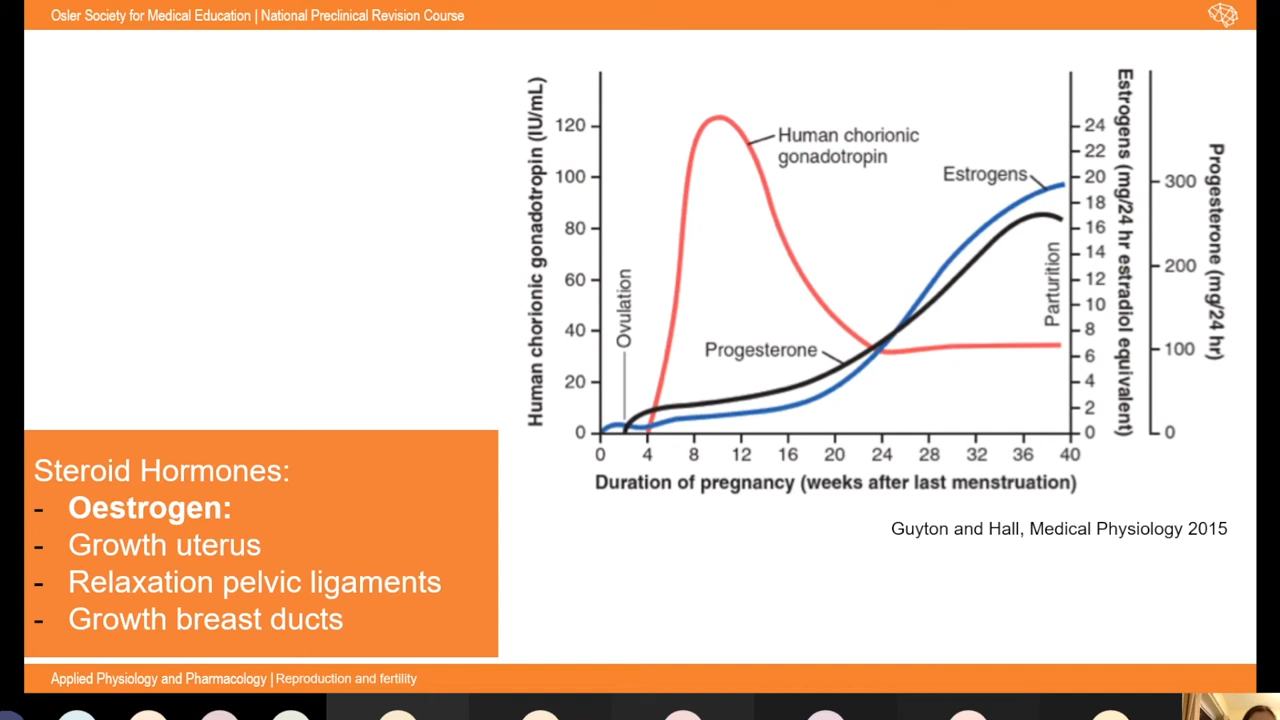 Osler Society for Medical Education | National Preclinical Revision Course
Human chorionic gonadotropin (IU/mL)
120
100
80
60
40
20
0
Ovulation
Human chorionic
gonadotropin
Estrogens
Progesterone
Parturition
24
22
20
18
16
14
12
10
8
6
4
2
0
Estrogens (mg/24 hr estradiol equivalent)
300
200
100
0
Progesterone (mg/24 hr)
0 4 8 12 16 20 24 28 32 36 40
Duration of pregnancy (weeks after last menstruation)
Guyton and Hall, Medical Physiology 2015
Steroid Hormones:
- Oestrogen:
- Growth uterus
- Relaxation pelvic ligaments
- Growth breast ducts
Applied Physiology and Pharmacology | Reproduction and fertility